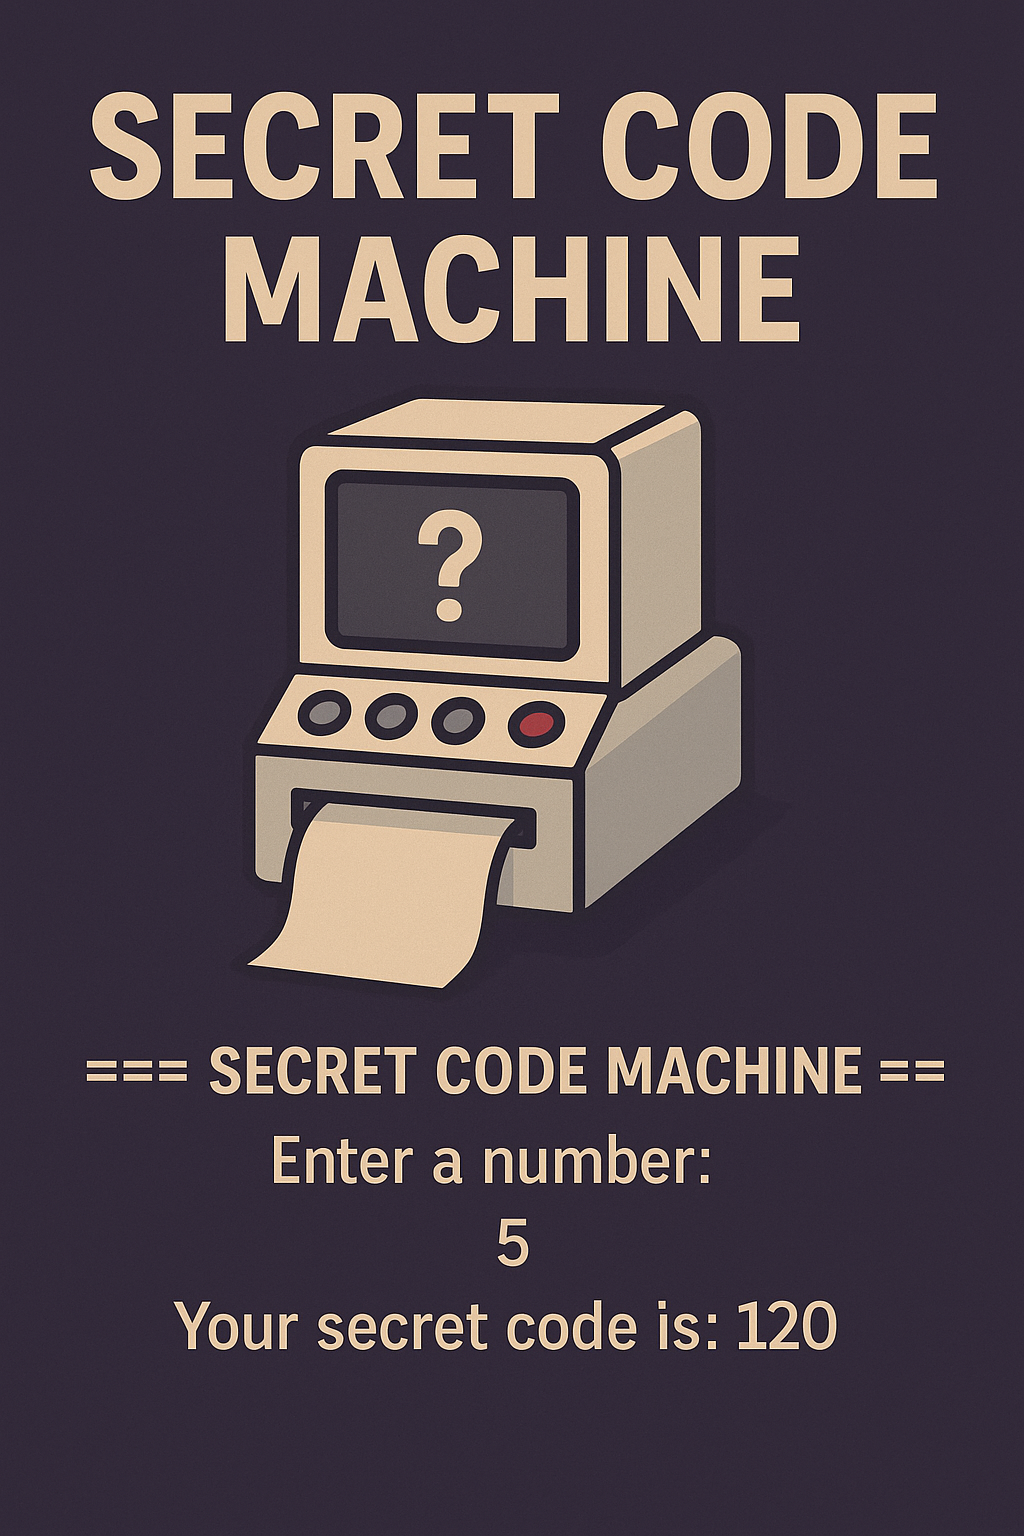 SECRET CODE
MACHINE
?
=== SECRET CODE MACHINE ==
Enter a number:
5
Your secret code is: 120